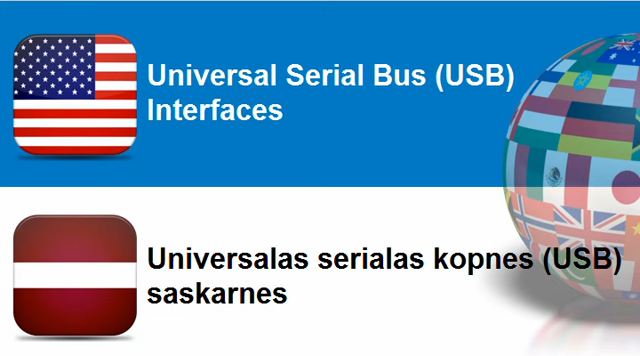 Universal Serial Bus (USB)
Interfaces
Universalas serialas kopnes (USB)
saskarnes